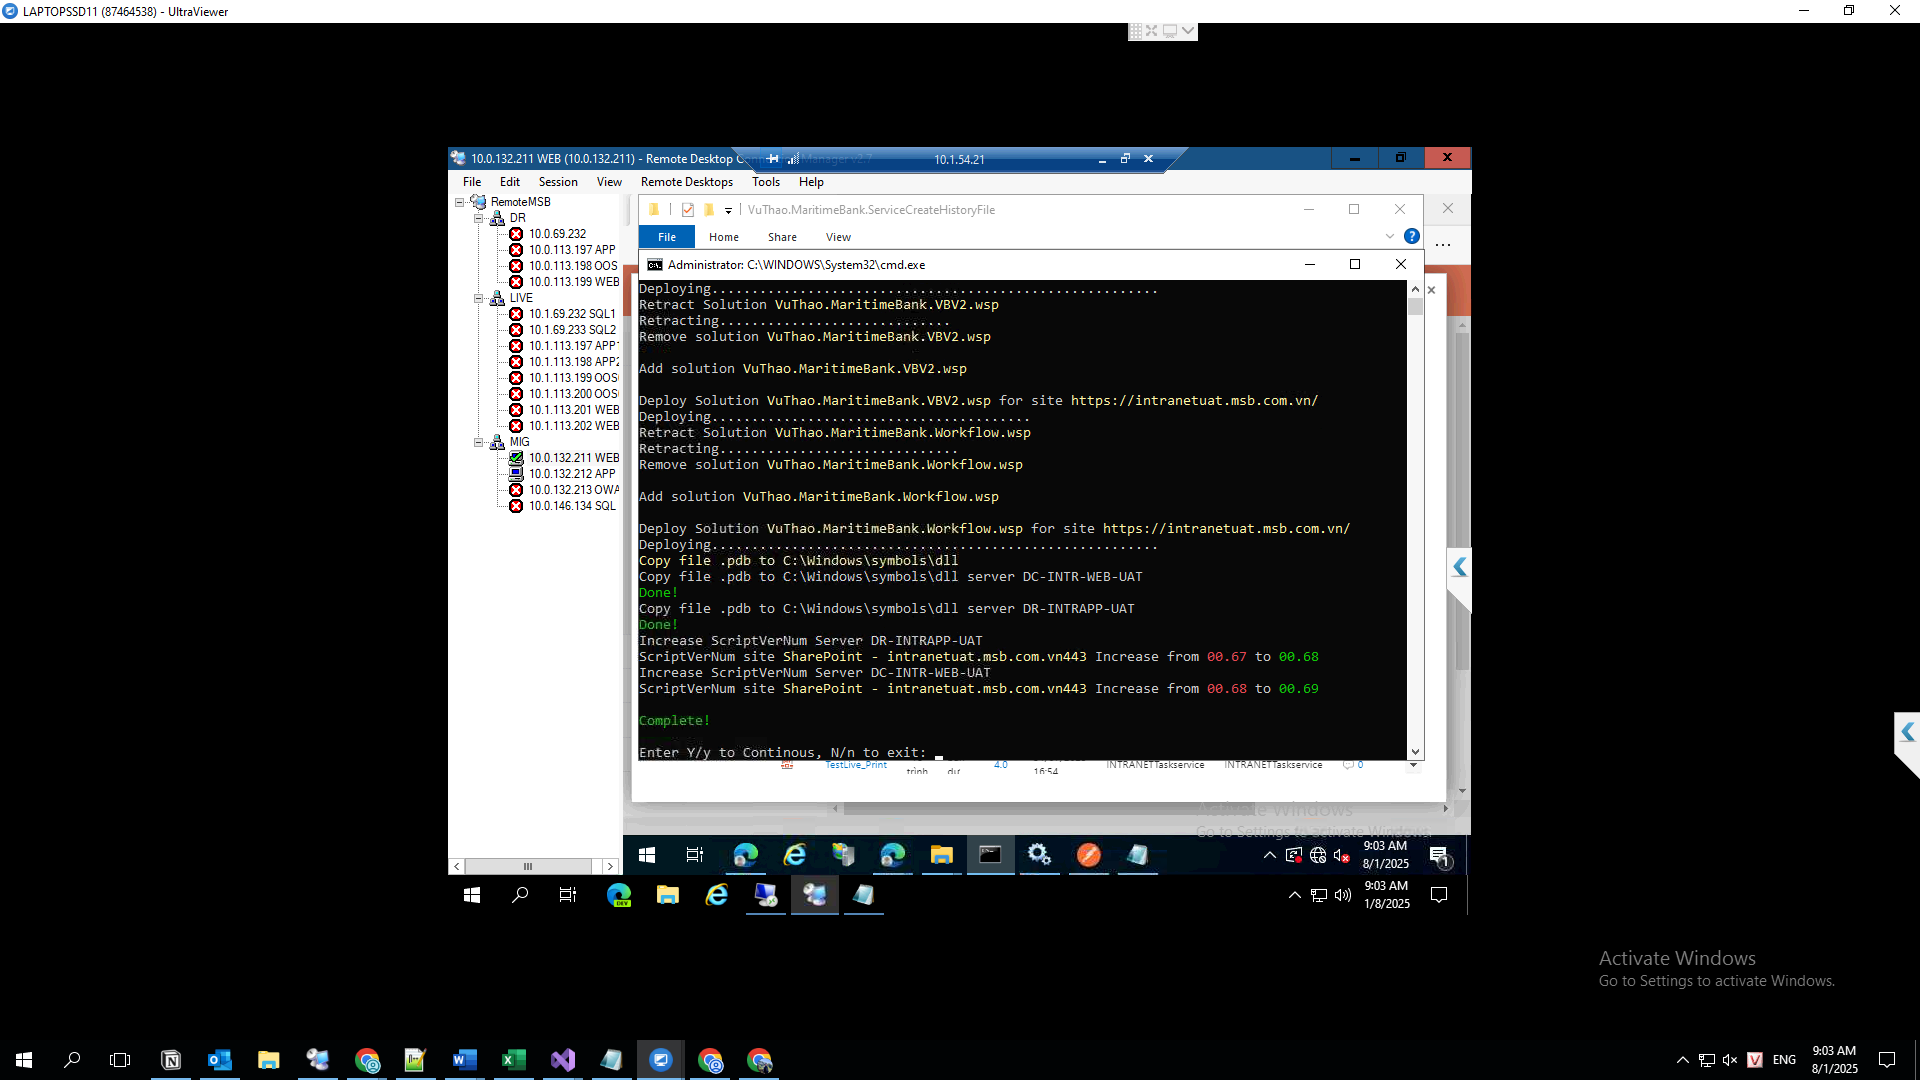 LAPTOPSSD11 (87464538) - UltraViewer
10.0.132.211 WEB (10.0.132.211) - Remote Desktop
10.1.54.21
File Edit Session View Remote Desktops Tools Help
RemoteMSB
DR
10.0.69.232
10.0.113.197 APP
10.0.113.198 OOS
10.0.113.199 WEB
LIVE
10.1.69.232 SQL1
10.1.69.233 SQL2
10.1.113.197 APP1
10.1.113.198 APP2
10.1.113.199 OOS
10.1.113.200 OOS
10.1.113.201 WEB
10.1.113.202 WEB
MIG
10.0.132.211 WEB
10.0.132.212 APP
10.0.132.213 OWA
10.0.146.134 SQL
VuThao.MaritimeBank.ServiceCreateHistoryFile
File Home Share View
Administrator: C:\WINDOWS\System32\cmd.exe
Deploying........................................................
Retract Solution VuThao.MaritimeBank.VBV2.wsp
Retracting.............................
Remove solution VuThao.MaritimeBank.VBV2.wsp
Add solution VuThao.MaritimeBank.VBV2.wsp
Deploy Solution VuThao.MaritimeBank.VBV2.wsp for site https://intranetuat.msb.com.vn/
Deploying........................................
Retract Solution VuThao.MaritimeBank.Workflow.wsp
Retracting..............................
Remove solution VuThao.MaritimeBank.Workflow.wsp
Add solution VuThao.MaritimeBank.Workflow.wsp
Deploy Solution VuThao.MaritimeBank.Workflow.wsp for site https://intranetuat.msb.com.vn/
Deploying........................................................
Copy file .pdb to C:\Windows\symbols\dll
Copy file .pdb to C:\Windows\symbols\dll server DC-INTR-WEB-UAT
Done!
Copy file .pdb to C:\Windows\symbols\dll server DR-INTRAPP-UAT
Done!
Increase ScriptVerNum Server DR-INTRAPP-UAT
ScriptVerNum site SharePoint - intranetuat.msb.com.vn443 Increase from 00.67 to 00.68
Increase ScriptVerNum Server DC-INTR-WEB-UAT
ScriptVerNum site SharePoint - intranetuat.msb.com.vn443 Increase from 00.68 to 00.69
Complete!
Enter Y/y to Continous, N/n to exit:
TestLive_Print trình dự 4.0 16:54 INTRANETTaskservice INTRANETTaskservice 0
Activate Windows
Go to Settings to activate Windows.
9:03 AM
8/1/2025
1
9:03 AM
1/8/2025
Activate Windows
Go to Settings to activate Windows.
ENG
9:03 AM
8/1/2025